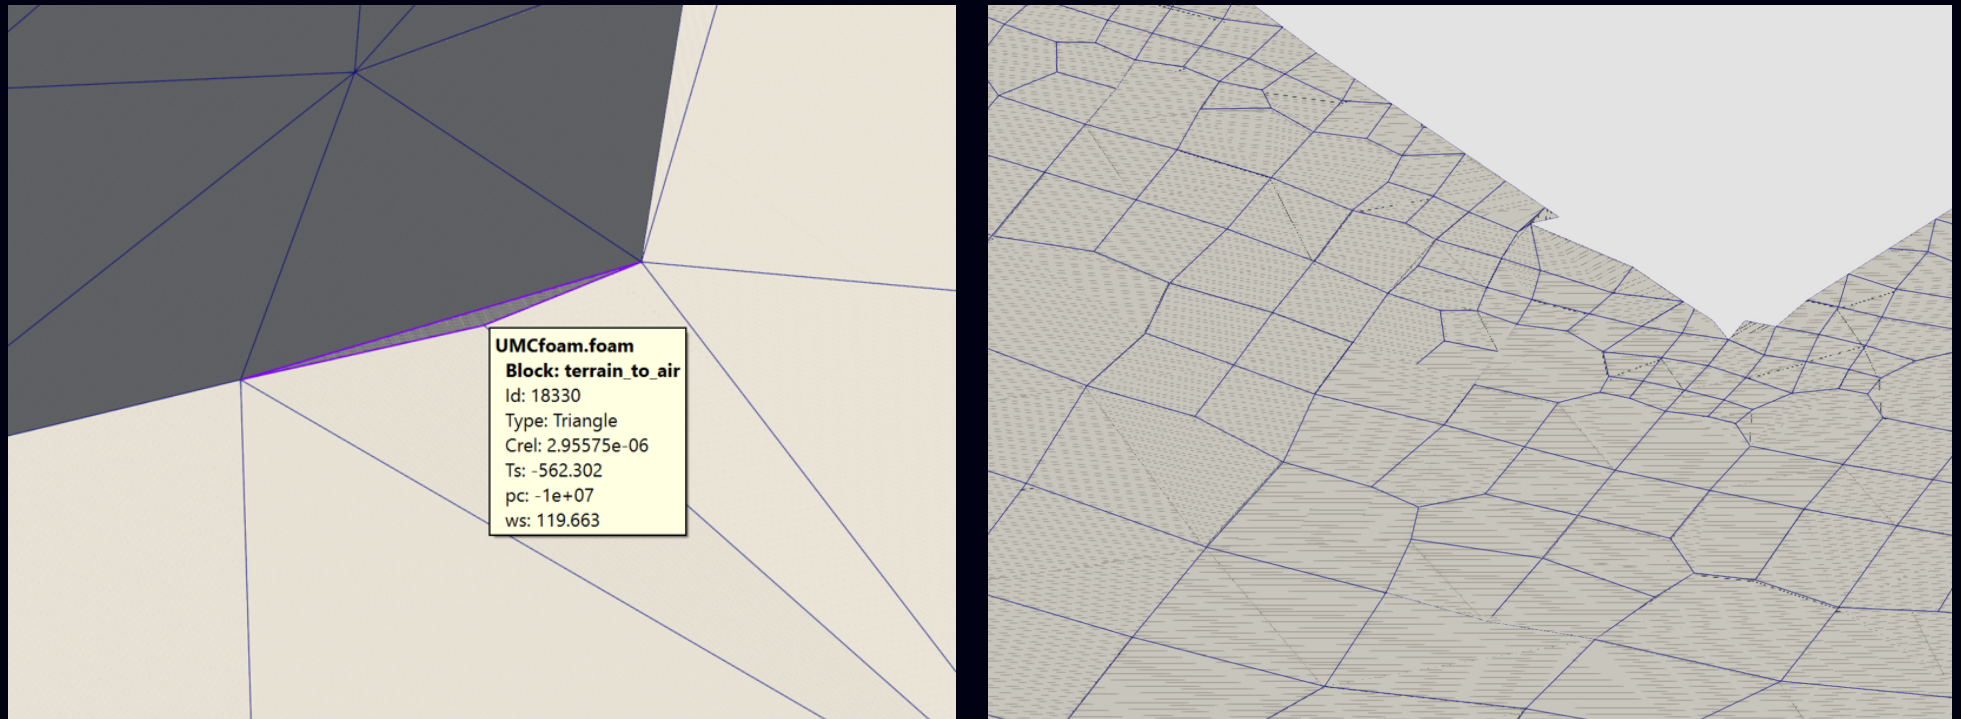 UMCfoam.foam
Block: terrain_to_air
Id: 18330
Type: Triangle
Crel: 2.95575e-06
Ts: -562.302
pc: -1e+07
ws: 119.663